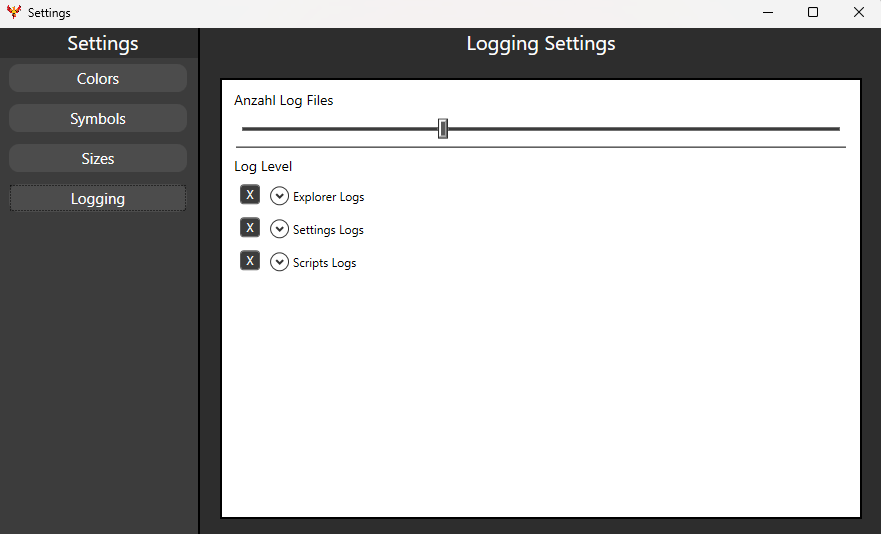 Settings
Settings
Colors
Symbols
Sizes
Logging
Logging Settings
Anzahl Log Files
Log Level
X Explorer Logs
X Settings Logs
X Scripts Logs